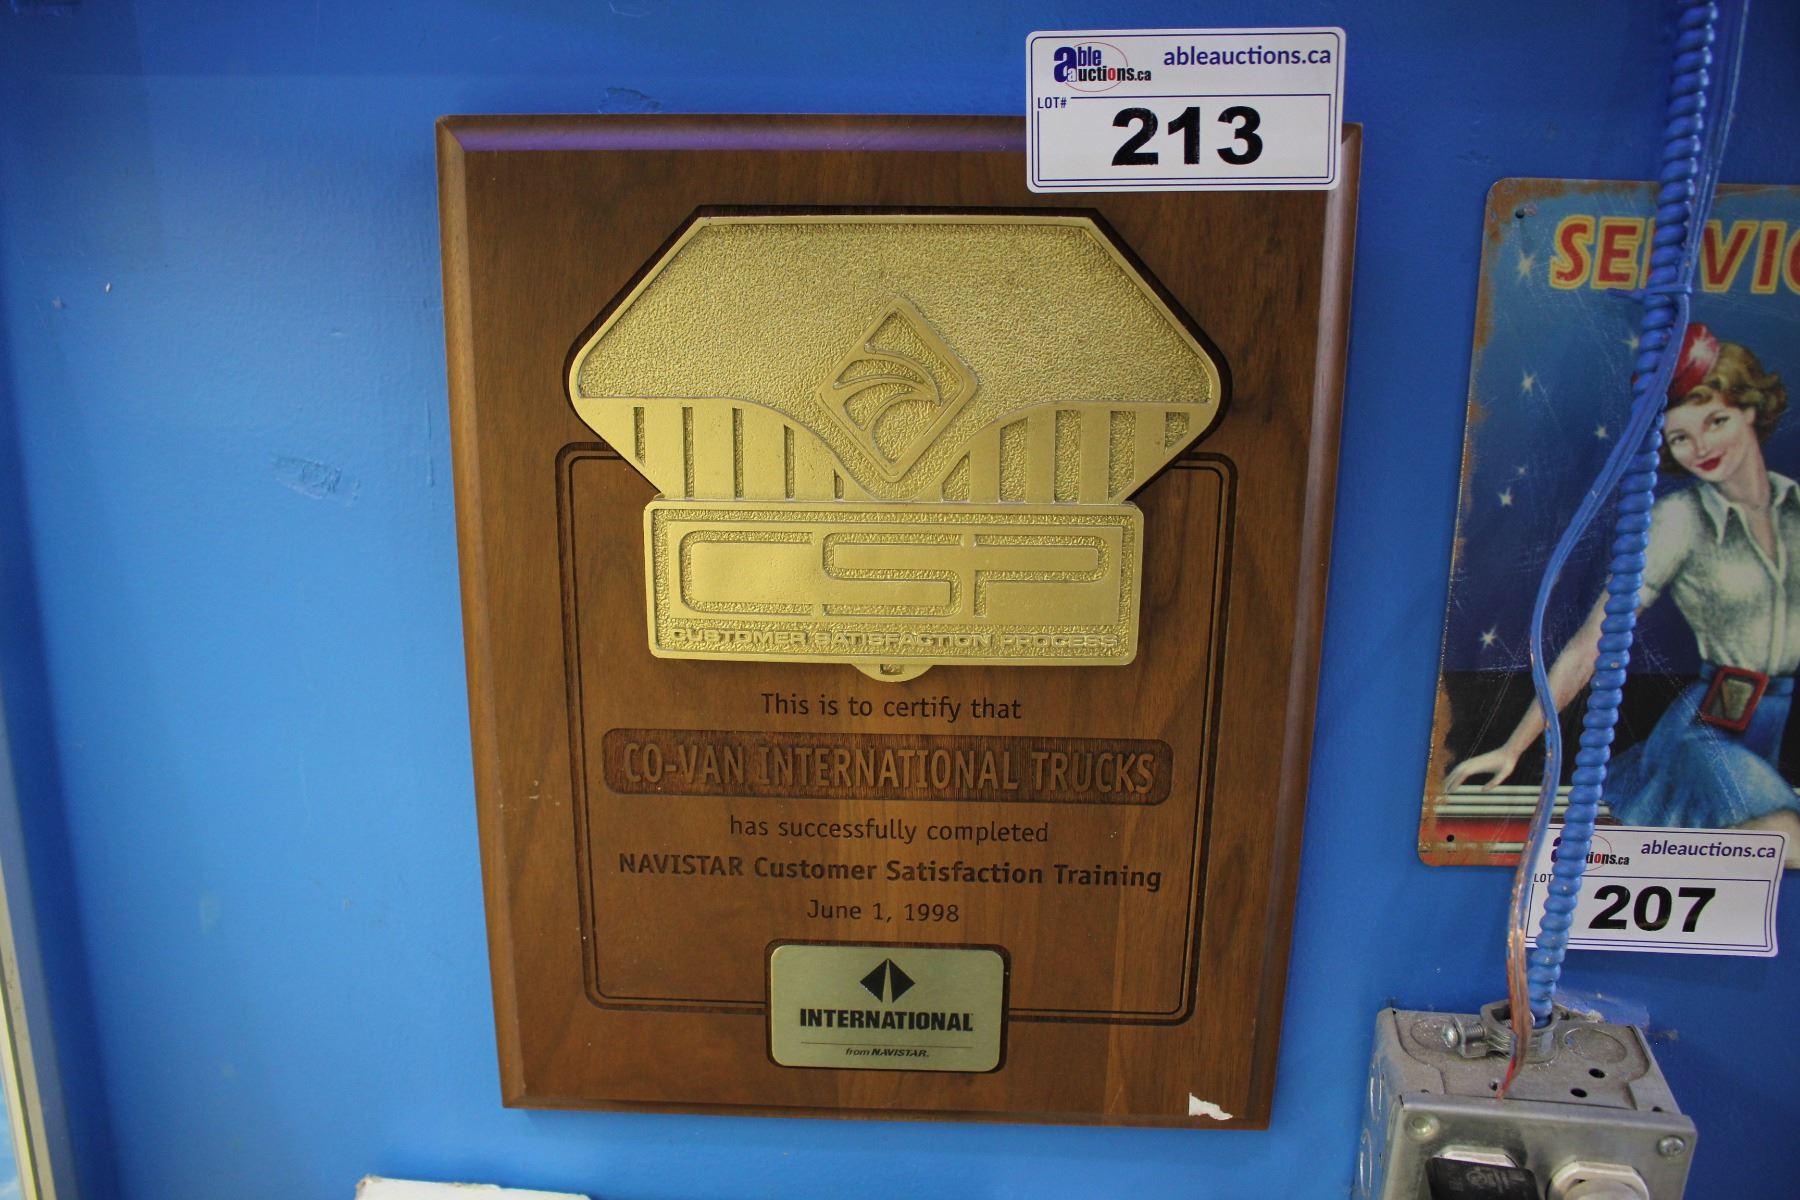 able auctions.ca ableauctions.ca
LOT#
213
CSP
CUSTOMER SATISFACTION PROCESS
This is to certify that
CO-VAN INTERNATIONAL TRUCKS
has successfully completed
NAVISTAR Customer Satisfaction Training
June 1, 1998
INTERNATIONAL
from NAVISTAR.
ableauctions.ca
LOT
207